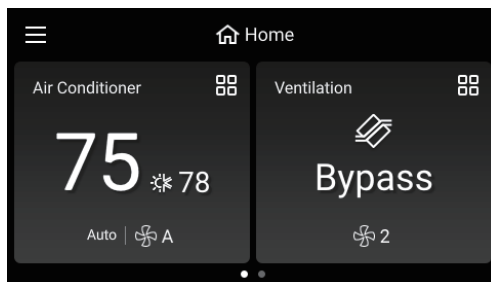 Home
Air Conditioner
75 78
Auto A
Ventilation
Bypass
2